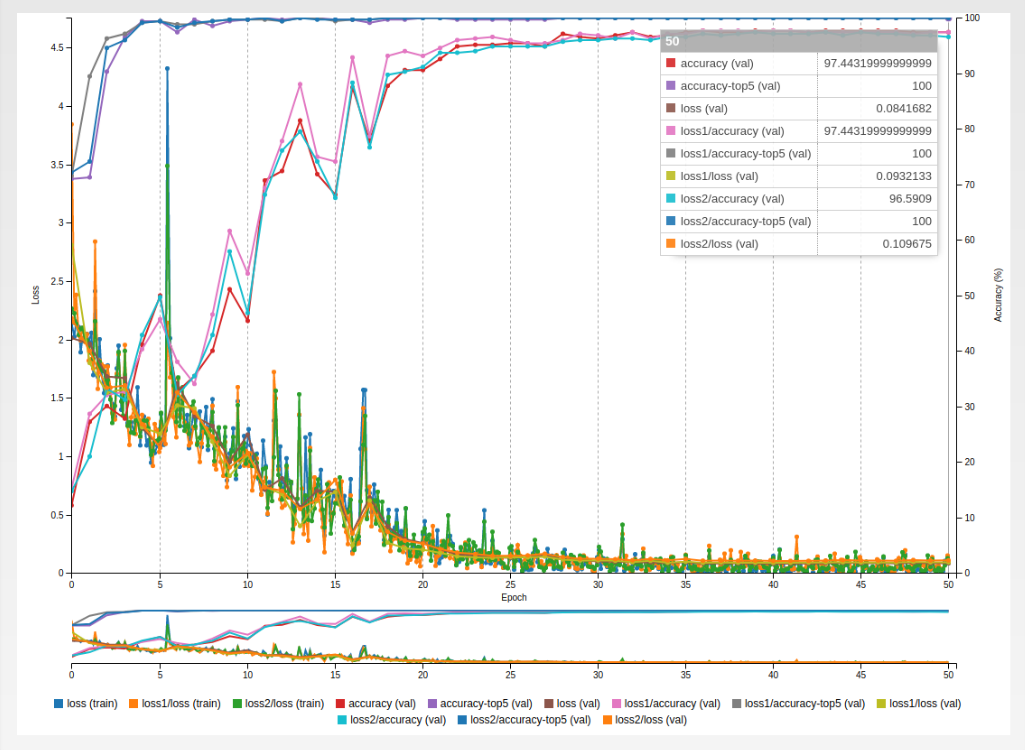 100
4.5
50
accuracy (val) 97.44319999999999
90
accuracy-top5 (val) 100
4
loss (val) 0.0841682
loss1/accuracy (val) 97.44319999999999
80
loss1/accuracy-top5 (val) 100
3.5
loss1/loss (val) 0.0932133
70
loss2/accuracy (val) 96.5909
3
loss2/accuracy-top5 (val) 100
60
loss2/loss (val) 0.109675
2.5
Loss
50
Accuracy (%)
2
40
1.5
30
1
20
0.5
10
0
0
0 5 10 15 20 25 30 35 40 45 50
Epoch
0 5 10 15 20 25 30 35 40 45 50
loss (train) loss1/loss (train) loss2/loss (train) accuracy (val) accuracy-top5 (val) loss (val) loss1/accuracy (val) loss1/accuracy-top5 (val) loss1/loss (val)
loss2/accuracy (val) loss2/accuracy-top5 (val) loss2/loss (val)